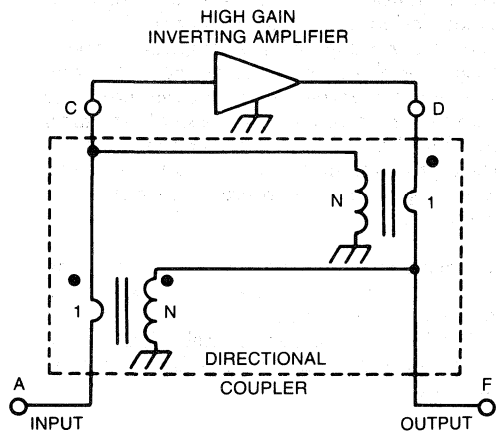 HIGH GAIN
INVERTING AMPLIFIER
C
D
N
1
1
N
DIRECTIONAL
COUPLER
A
F
INPUT
OUTPUT